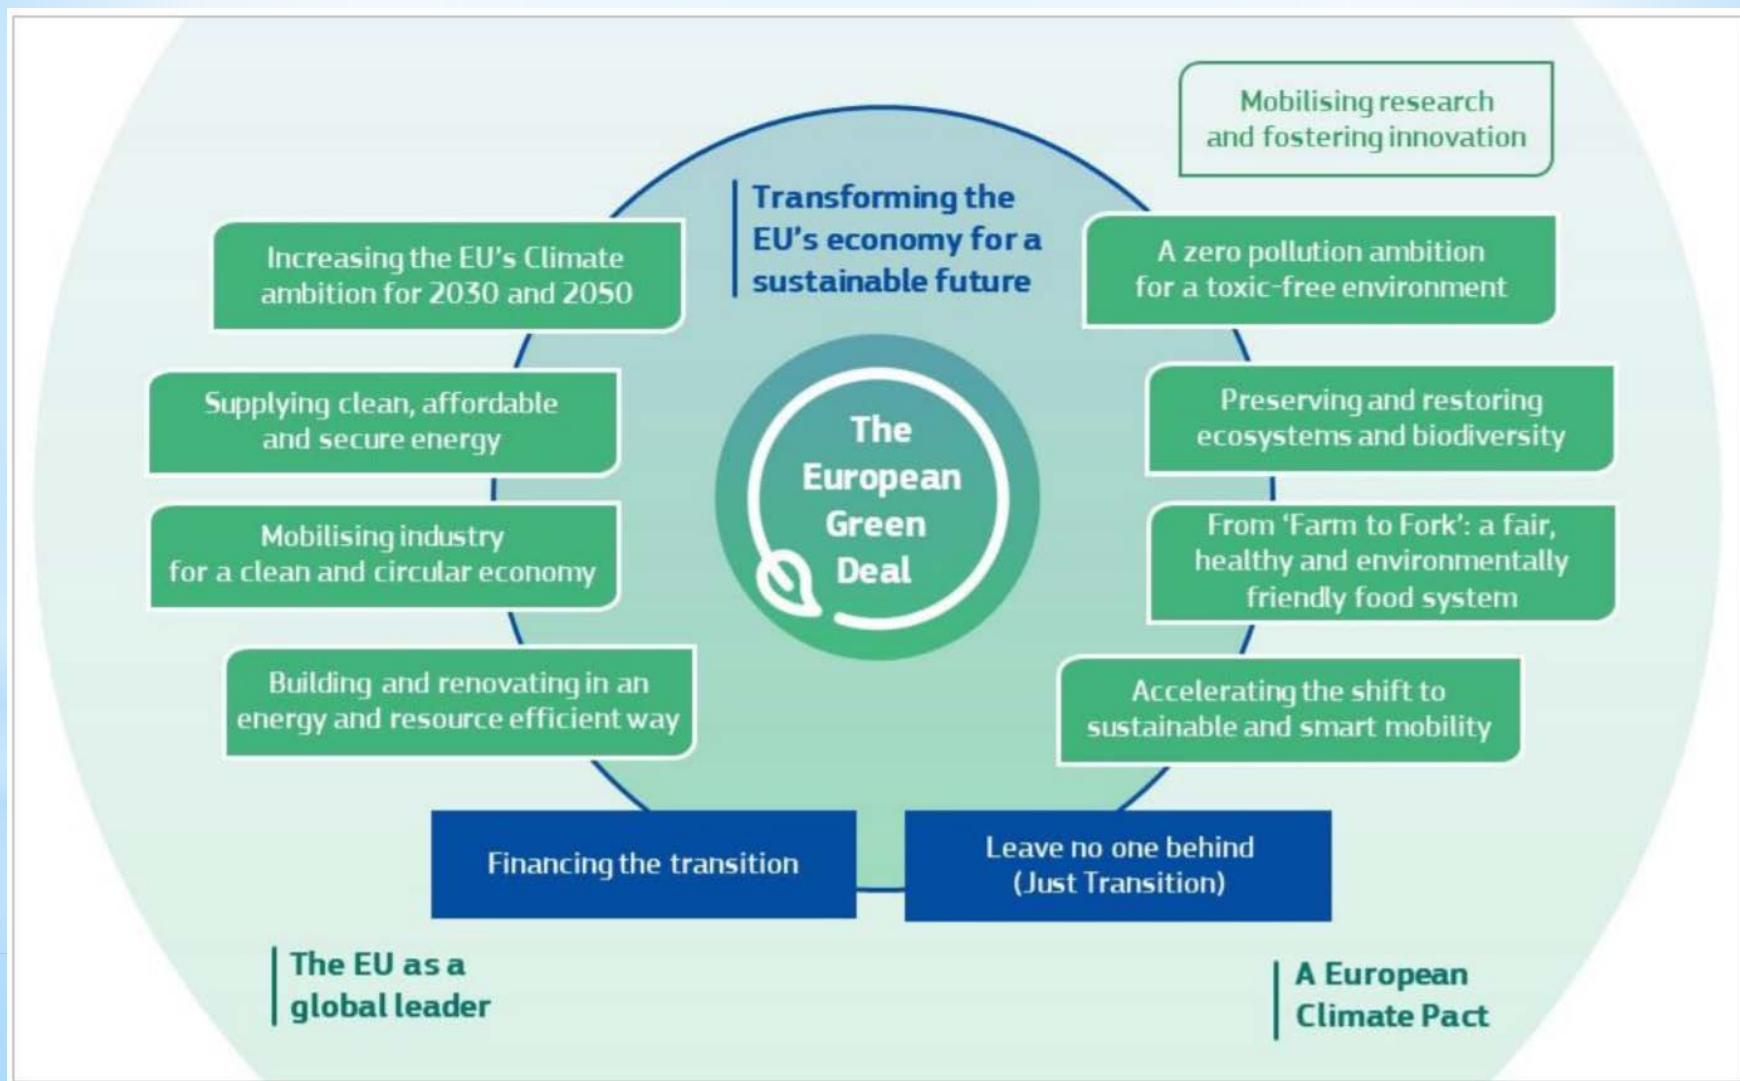 Mobilising research
and fostering innovation
Transforming the
EU's economy for a
sustainable future
Increasing the EU's Climate
ambition for 2030 and 2050
A zero pollution ambition
for a toxic-free environment
Supplying clean, affordable
and secure energy
Preserving and restoring
ecosystems and biodiversity
The
European
Green
Deal
Mobilising industry
for a clean and circular economy
From ‘Farm to Fork’: a fair,
healthy and environmentally
friendly food system
Building and renovating in an
energy and resource efficient way
Accelerating the shift to
sustainable and smart mobility
Financing the transition
Leave no one behind
(Just Transition)
The EU as a
global leader
A European
Climate Pact